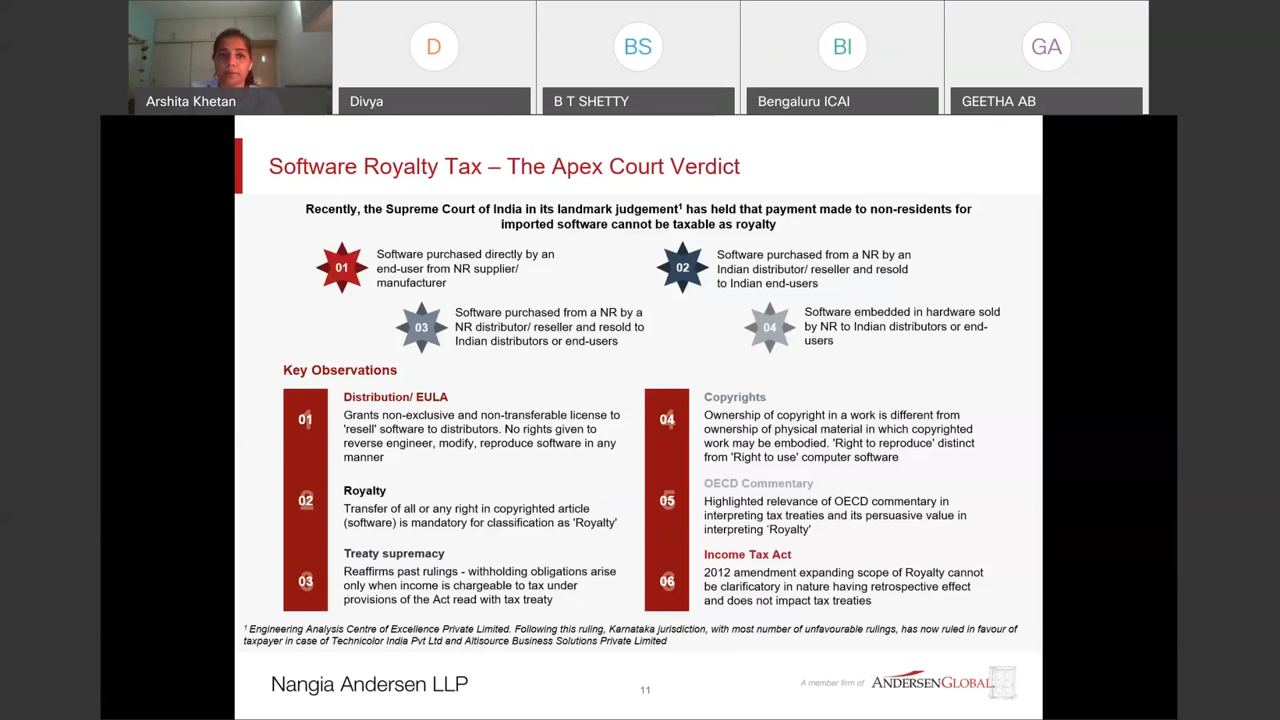 D
BS
BI
GA
Arshita Khetan
Divya
B T SHETTY
Bengaluru ICAI
GEETHA AB
Software Royalty Tax – The Apex Court Verdict
Recently, the Supreme Court of India in its landmark judgement¹ has held that payment made to non-residents for
imported software cannot be taxable as royalty
01
Software purchased directly by an
end-user from NR supplier/
manufacturer
02
Software purchased from a NR by an
Indian distributor/ reseller and resold
to Indian end-users
03
Software purchased from a NR by a
NR distributor/ reseller and resold to
Indian distributors or end-users
04
Software embedded in hardware sold
by NR to Indian distributors or end-
users
Key Observations
01
Distribution/ EULA
Grants non-exclusive and non-transferable license to
'resell' software to distributors. No rights given to
reverse engineer, modify, reproduce software in any
manner
02
Royalty
Transfer of all or any right in copyrighted article
(software) is mandatory for classification as 'Royalty'
03
Treaty supremacy
Reaffirms past rulings - withholding obligations arise
only when income is chargeable to tax under
provisions of the Act read with tax treaty
04
Copyrights
Ownership of copyright in a work is different from
ownership of physical material in which copyrighted
work may be embodied. 'Right to reproduce' distinct
from 'Right to use' computer software
05
OECD Commentary
Highlighted relevance of OECD commentary in
interpreting tax treaties and its persuasive value in
interpreting 'Royalty'
06
Income Tax Act
2012 amendment expanding scope of Royalty cannot
be clarificatory in nature having retrospective effect
and does not impact tax treaties
¹ Engineering Analysis Centre of Excellence Private Limited. Following this ruling, Karnataka jurisdiction, with most number of unfavourable rulings, has now ruled in favour of
taxpayer in case of Technicolor India Pvt Ltd and Altisource Business Solutions Private Limited
Nangia Andersen LLP
11
A member firm of
ANDERSEN GLOBAL